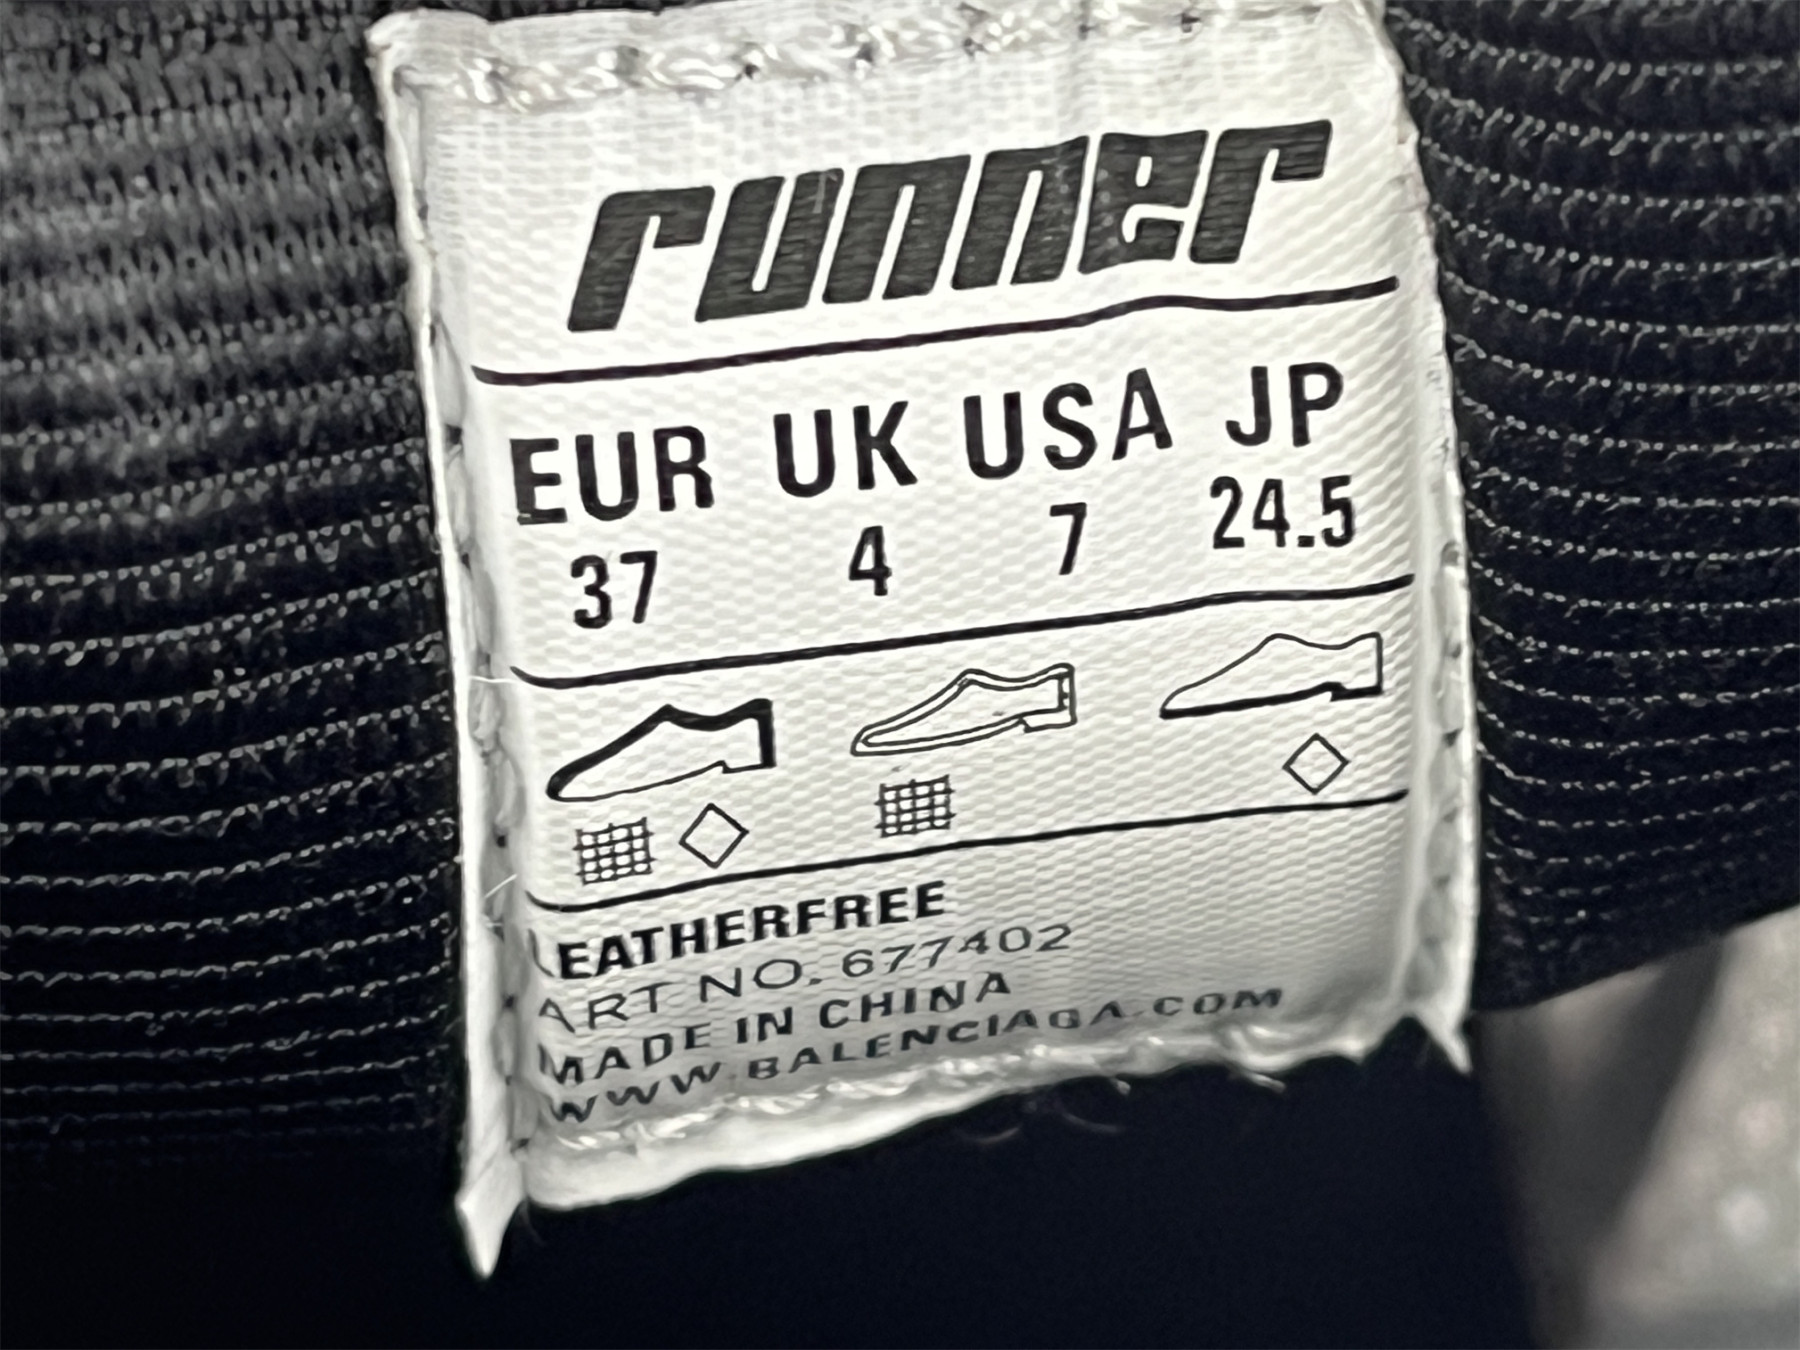 runner
EUR UK USA JP
37 4 7 24.5
LEATHERFREE
ART NO. 677402
MADE IN CHINA
WWW.BALENCIAGA.COM